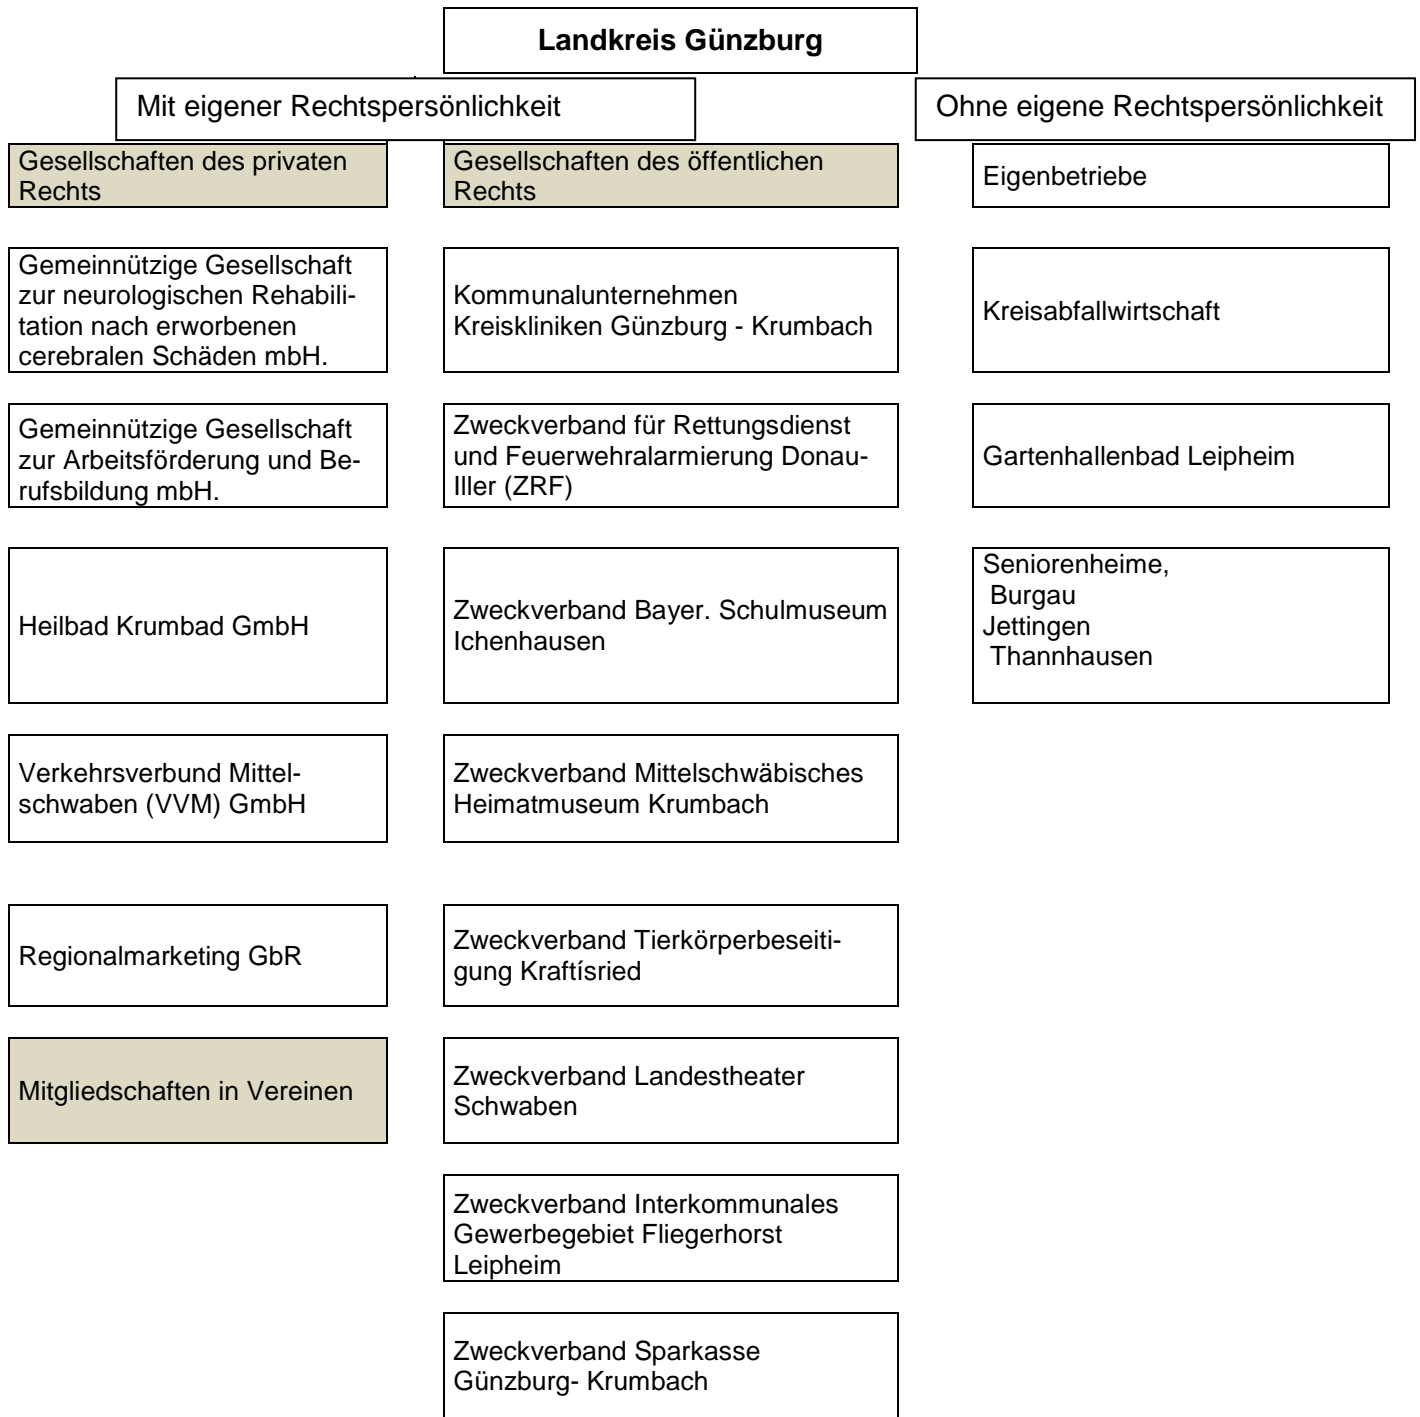 Landkreis Günzburg
Mit eigener Rechtspersönlichkeit
Ohne eigene Rechtspersönlichkeit
Gesellschaften des privaten
Rechts
Gemeinnützige Gesellschaft
zur neurologischen Rehabili-
tation nach erworbenen
cerebralen Schäden mbH.
Gemeinnützige Gesellschaft
zur Arbeitsförderung und Be-
rufsbildung mbH.
Heilbad Krumbad GmbH
Verkehrsverbund Mittel-
schwaben (VVM) GmbH
Regionalmarketing GbR
Mitgliedschaften in Vereinen
Gesellschaften des öffentlichen
Rechts
Kommunalunternehmen
Kreiskliniken Günzburg - Krumbach
Zweckverband für Rettungsdienst
und Feuerwehralarmierung Donau-
Iller (ZRF)
Zweckverband Bayer. Schulmuseum
Ichenhausen
Zweckverband Mittelschwäbisches
Heimatmuseum Krumbach
Zweckverband Tierkörperbeseiti-
gung Kraftísried
Zweckverband Landestheater
Schwaben
Zweckverband Interkommunales
Gewerbegebiet Fliegerhorst
Leipheim
Zweckverband Sparkasse
Günzburg- Krumbach
Eigenbetriebe
Kreisabfallwirtschaft
Gartenhallenbad Leipheim
Seniorenheime,
Burgau
Jettingen
Thannhausen